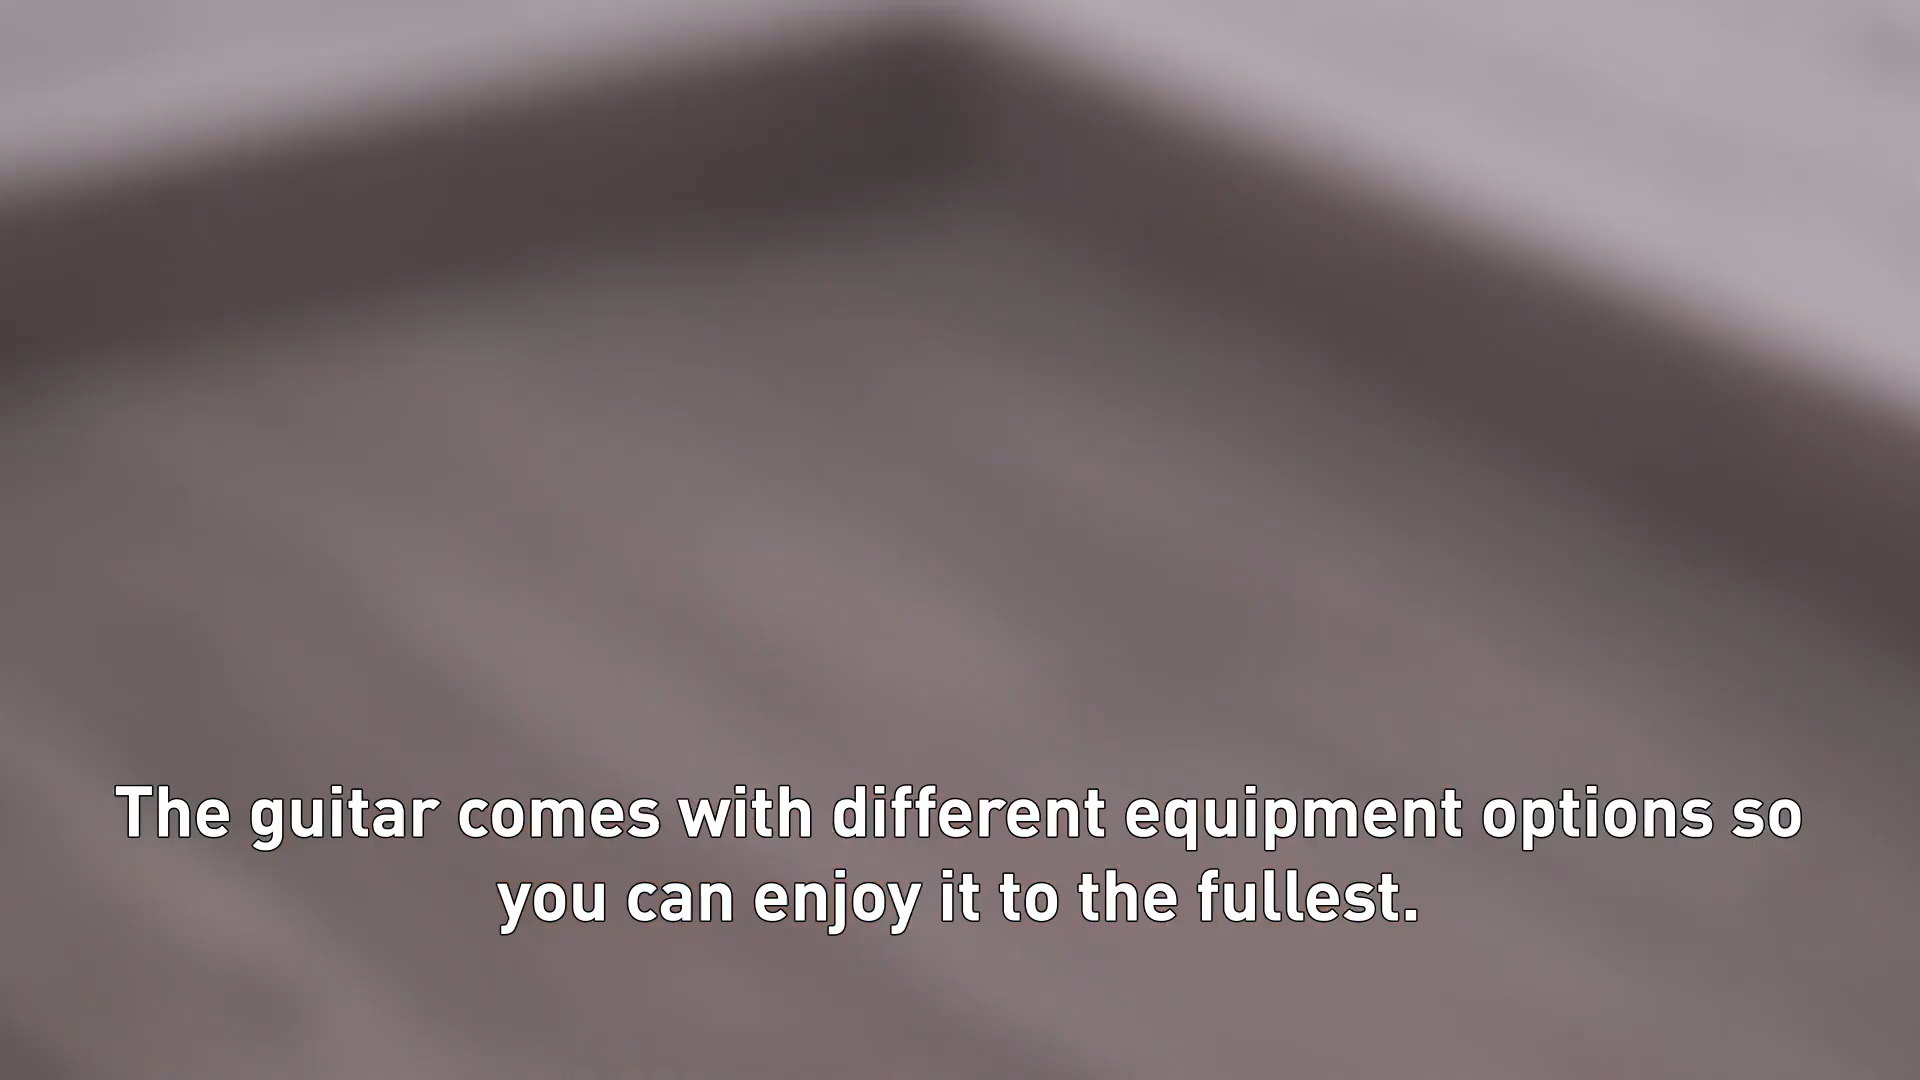 The guitar comes with different equipment options so
you can enjoy it to the fullest.